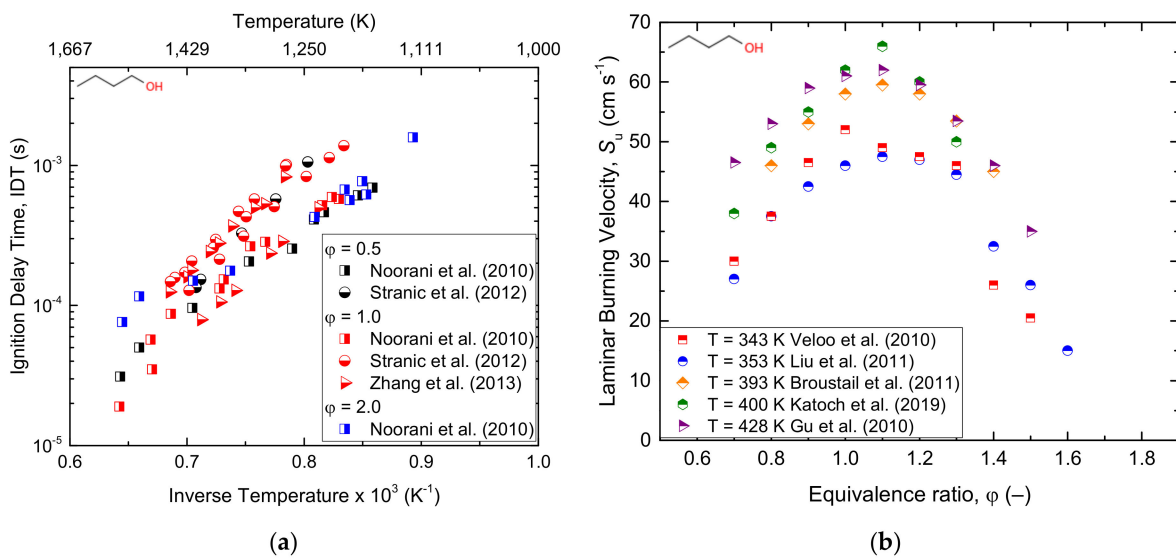 Temperature (K)
1,667 1,429 1,250 1,111 1,000
OH
10⁻³
10⁻⁴
10⁻⁵
Ignition Delay Time, IDT (s)
φ = 0.5
Noorani et al. (2010)
Stranic et al. (2012)
φ = 1.0
Noorani et al. (2010)
Stranic et al. (2012)
Zhang et al. (2013)
φ = 2.0
Noorani et al. (2010)
0.6 0.7 0.8 0.9 1.0
Inverse Temperature x 10³ (K⁻¹)
(a)
OH
70
60
50
40
30
20
10
0
Laminar Burning Velocity, Sᵤ (cm s⁻¹)
T = 343 K Veloo et al. (2010)
T = 353 K Liu et al. (2011)
T = 393 K Broustail et al. (2011)
T = 400 K Katoch et al. (2019)
T = 428 K Gu et al. (2010)
0.6 0.8 1.0 1.2 1.4 1.6 1.8
Equivalence ratio, φ (–)
(b)